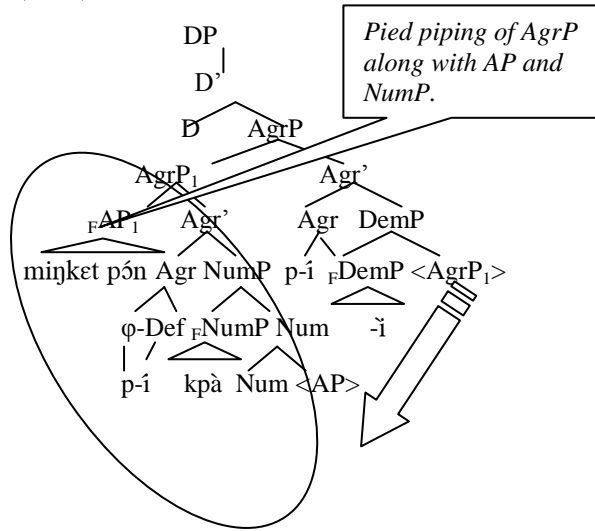 DP
Pied piping of AgrP
along with AP and
NumP.
D'
D AgrP
AgrP₁ Agr'
FAP₁ Agr' Agr DemP
miŋkɛt pɔ́n Agr NumP p-í FDemP <AgrP₁>
φ-Def FNumP Num -ˋi
p-í kpà Num <AP>